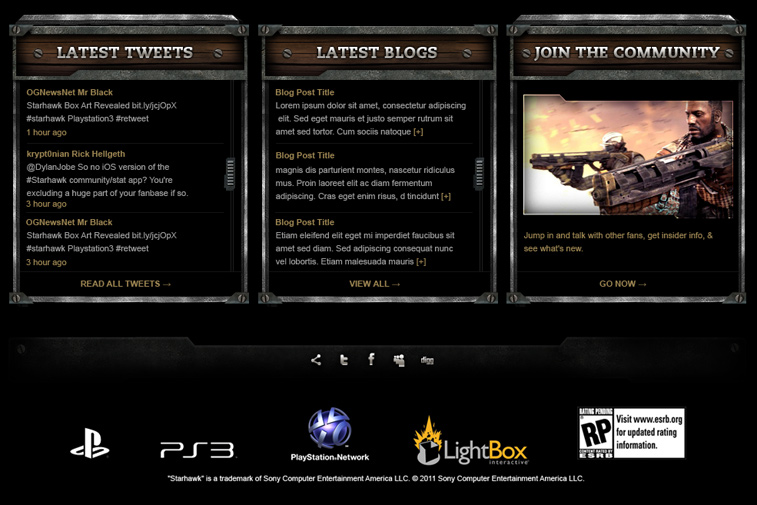 LATEST TWEETS
OGNewsNet Mr Black
Starhawk Box Art Revealed bit.ly/jcjOpX
#starhawk Playstation3 #retweet
1 hour ago
krypt0nian Rick Hellgeth
@DylanJobe So no iOS version of the
#Starhawk community/stat app? You're
excluding a huge part of your fanbase if so.
3 hour ago
OGNewsNet Mr Black
Starhawk Box Art Revealed bit.ly/jcjOpX
#starhawk Playstation3 #retweet
3 hour ago
READ ALL TWEETS →
LATEST BLOGS
Blog Post Title
Lorem ipsum dolor sit amet, consectetur adipiscing
elit. Sed eget mauris et justo semper rutrum sit
amet sed tortor. Cum sociis natoque [+]
Blog Post Title
magnis dis parturient montes, nascetur ridiculus
mus. Proin laoreet elit ac diam fermentum
adipiscing. Cras eget enim risus, d tincidunt [+]
Blog Post Title
Etiam eleifend elit eget mi imperdiet faucibus sit
amet sed diam. Sed adipiscing consequat nunc
vel lobortis. Etiam malesuada mauris [+]
VIEW ALL →
JOIN THE COMMUNITY
Jump in and talk with other fans, get insider info, &
see what's new.
GO NOW →
digg
PS3
PlayStation Network
LightBox
interactive
RATING PENDING
RP
CONTENT RATED BY
ESRB
Visit www.esrb.org
for updated rating
information.
"Starhawk" is a trademark of Sony Computer Entertainment America LLC. © 2011 Sony Computer Entertainment America LLC.